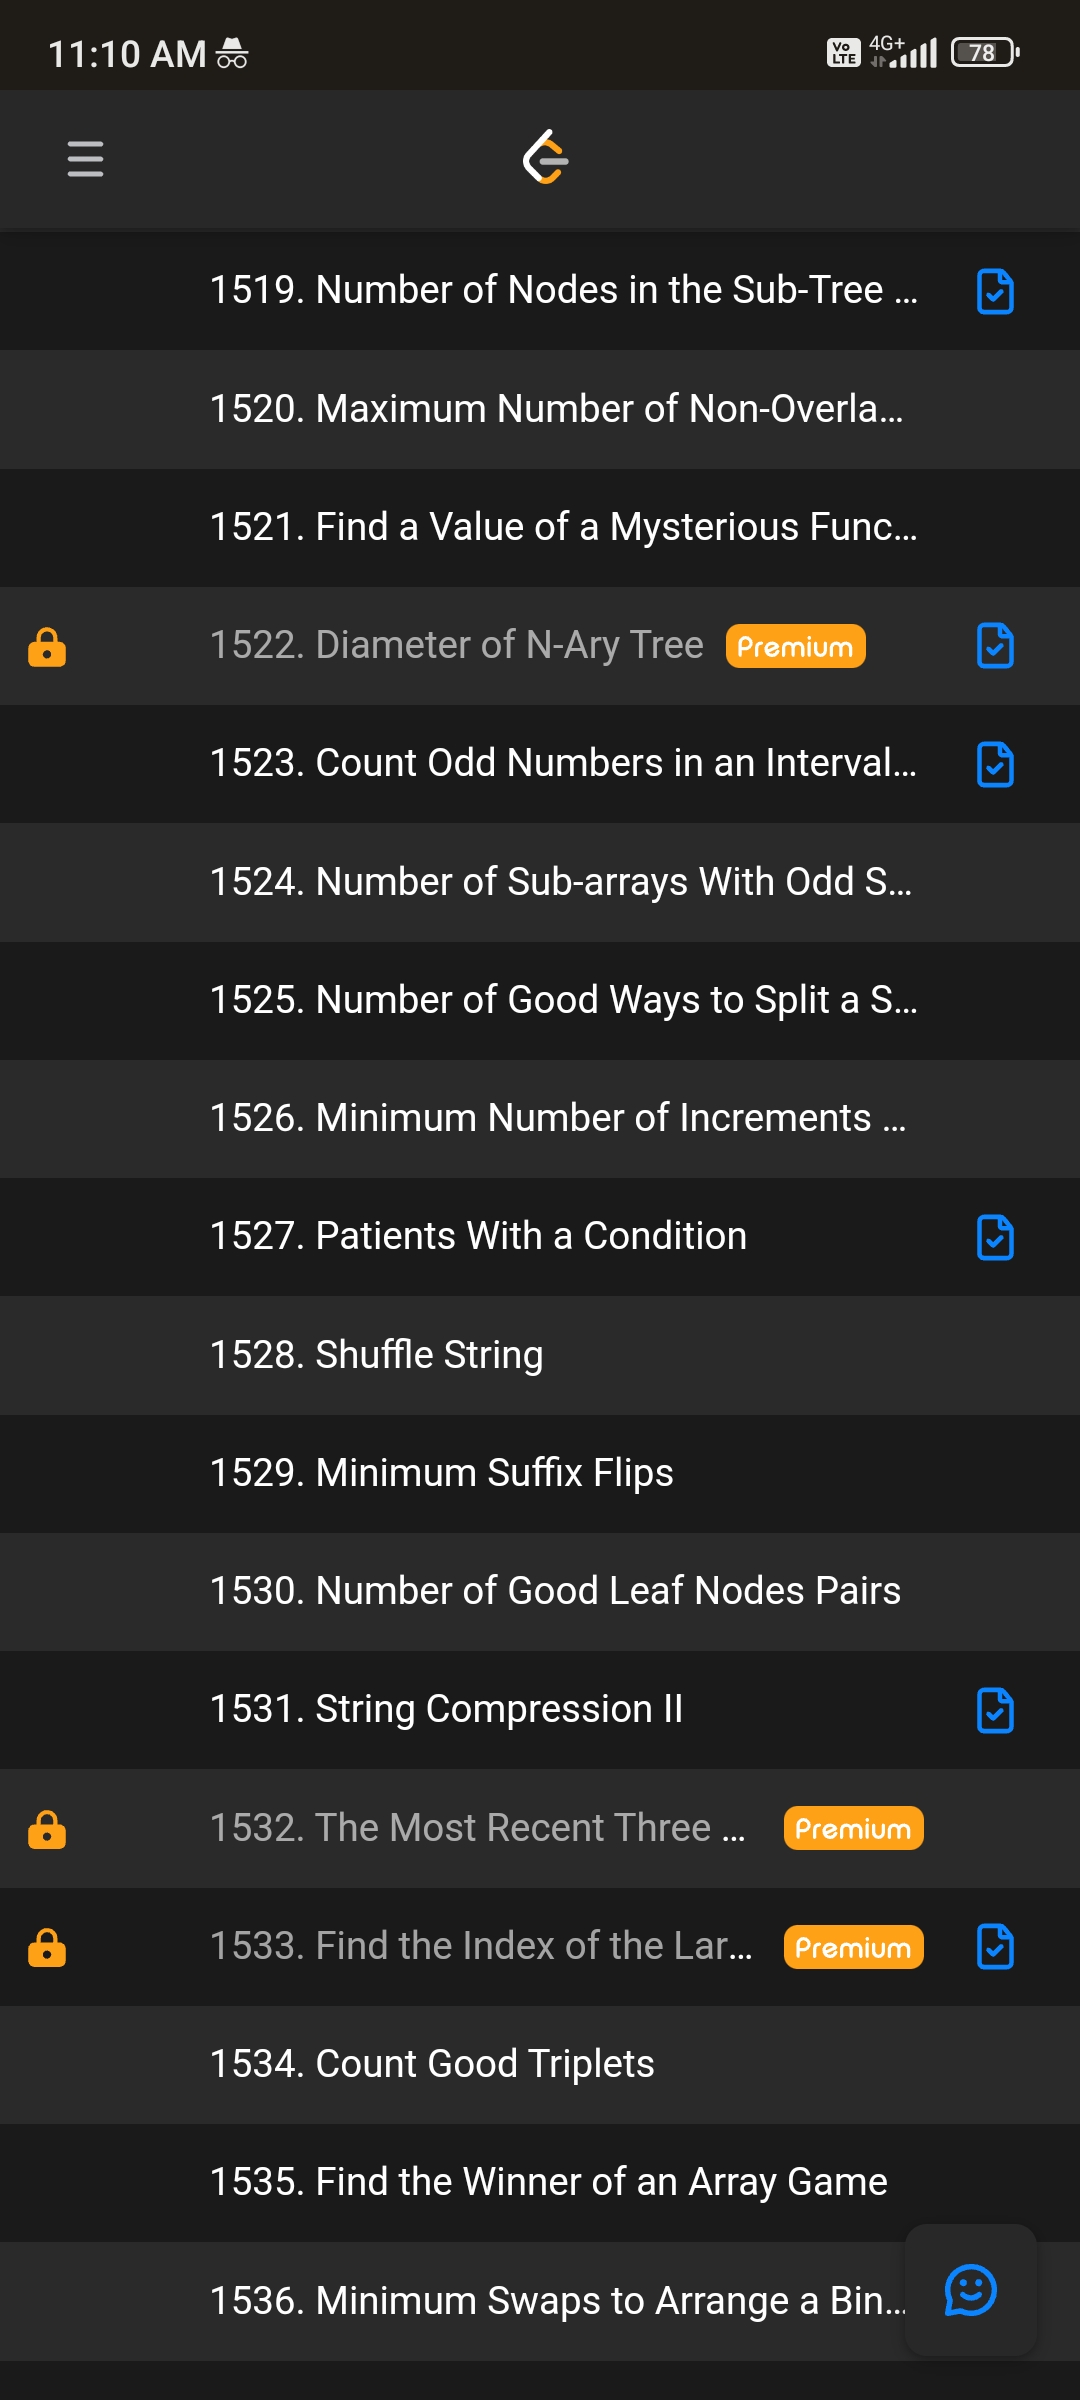 11:10 AM Vo LTE 4G+ 78
1519. Number of Nodes in the Sub-Tree ...
1520. Maximum Number of Non-Overla...
1521. Find a Value of a Mysterious Func...
1522. Diameter of N-Ary Tree Premium
1523. Count Odd Numbers in an Interval...
1524. Number of Sub-arrays With Odd S...
1525. Number of Good Ways to Split a S...
1526. Minimum Number of Increments ...
1527. Patients With a Condition
1528. Shuffle String
1529. Minimum Suffix Flips
1530. Number of Good Leaf Nodes Pairs
1531. String Compression II
1532. The Most Recent Three ... Premium
1533. Find the Index of the Lar... Premium
1534. Count Good Triplets
1535. Find the Winner of an Array Game
1536. Minimum Swaps to Arrange a Bin...